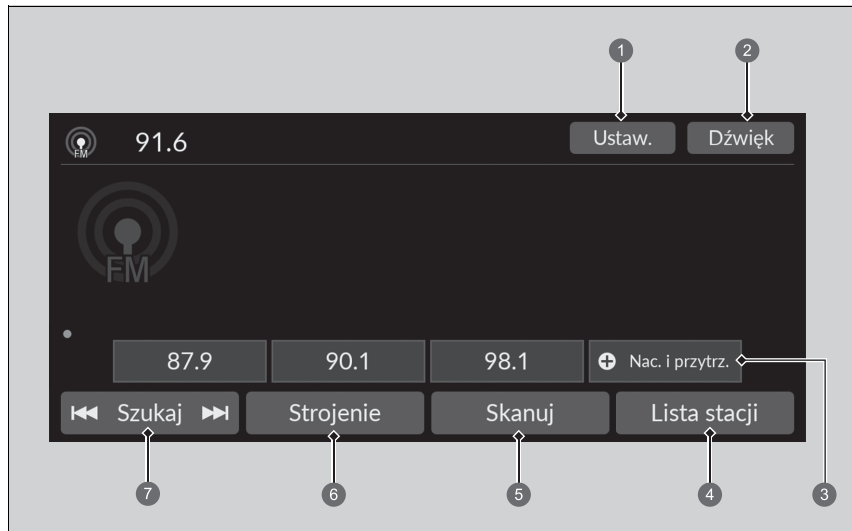 1 2
FM 91.6 Ustaw. Dźwięk
FM
87.9 90.1 98.1 Nac. i przytrz.
Szukaj Strojenie Skanuj Lista stacji
7 6 5 4 3